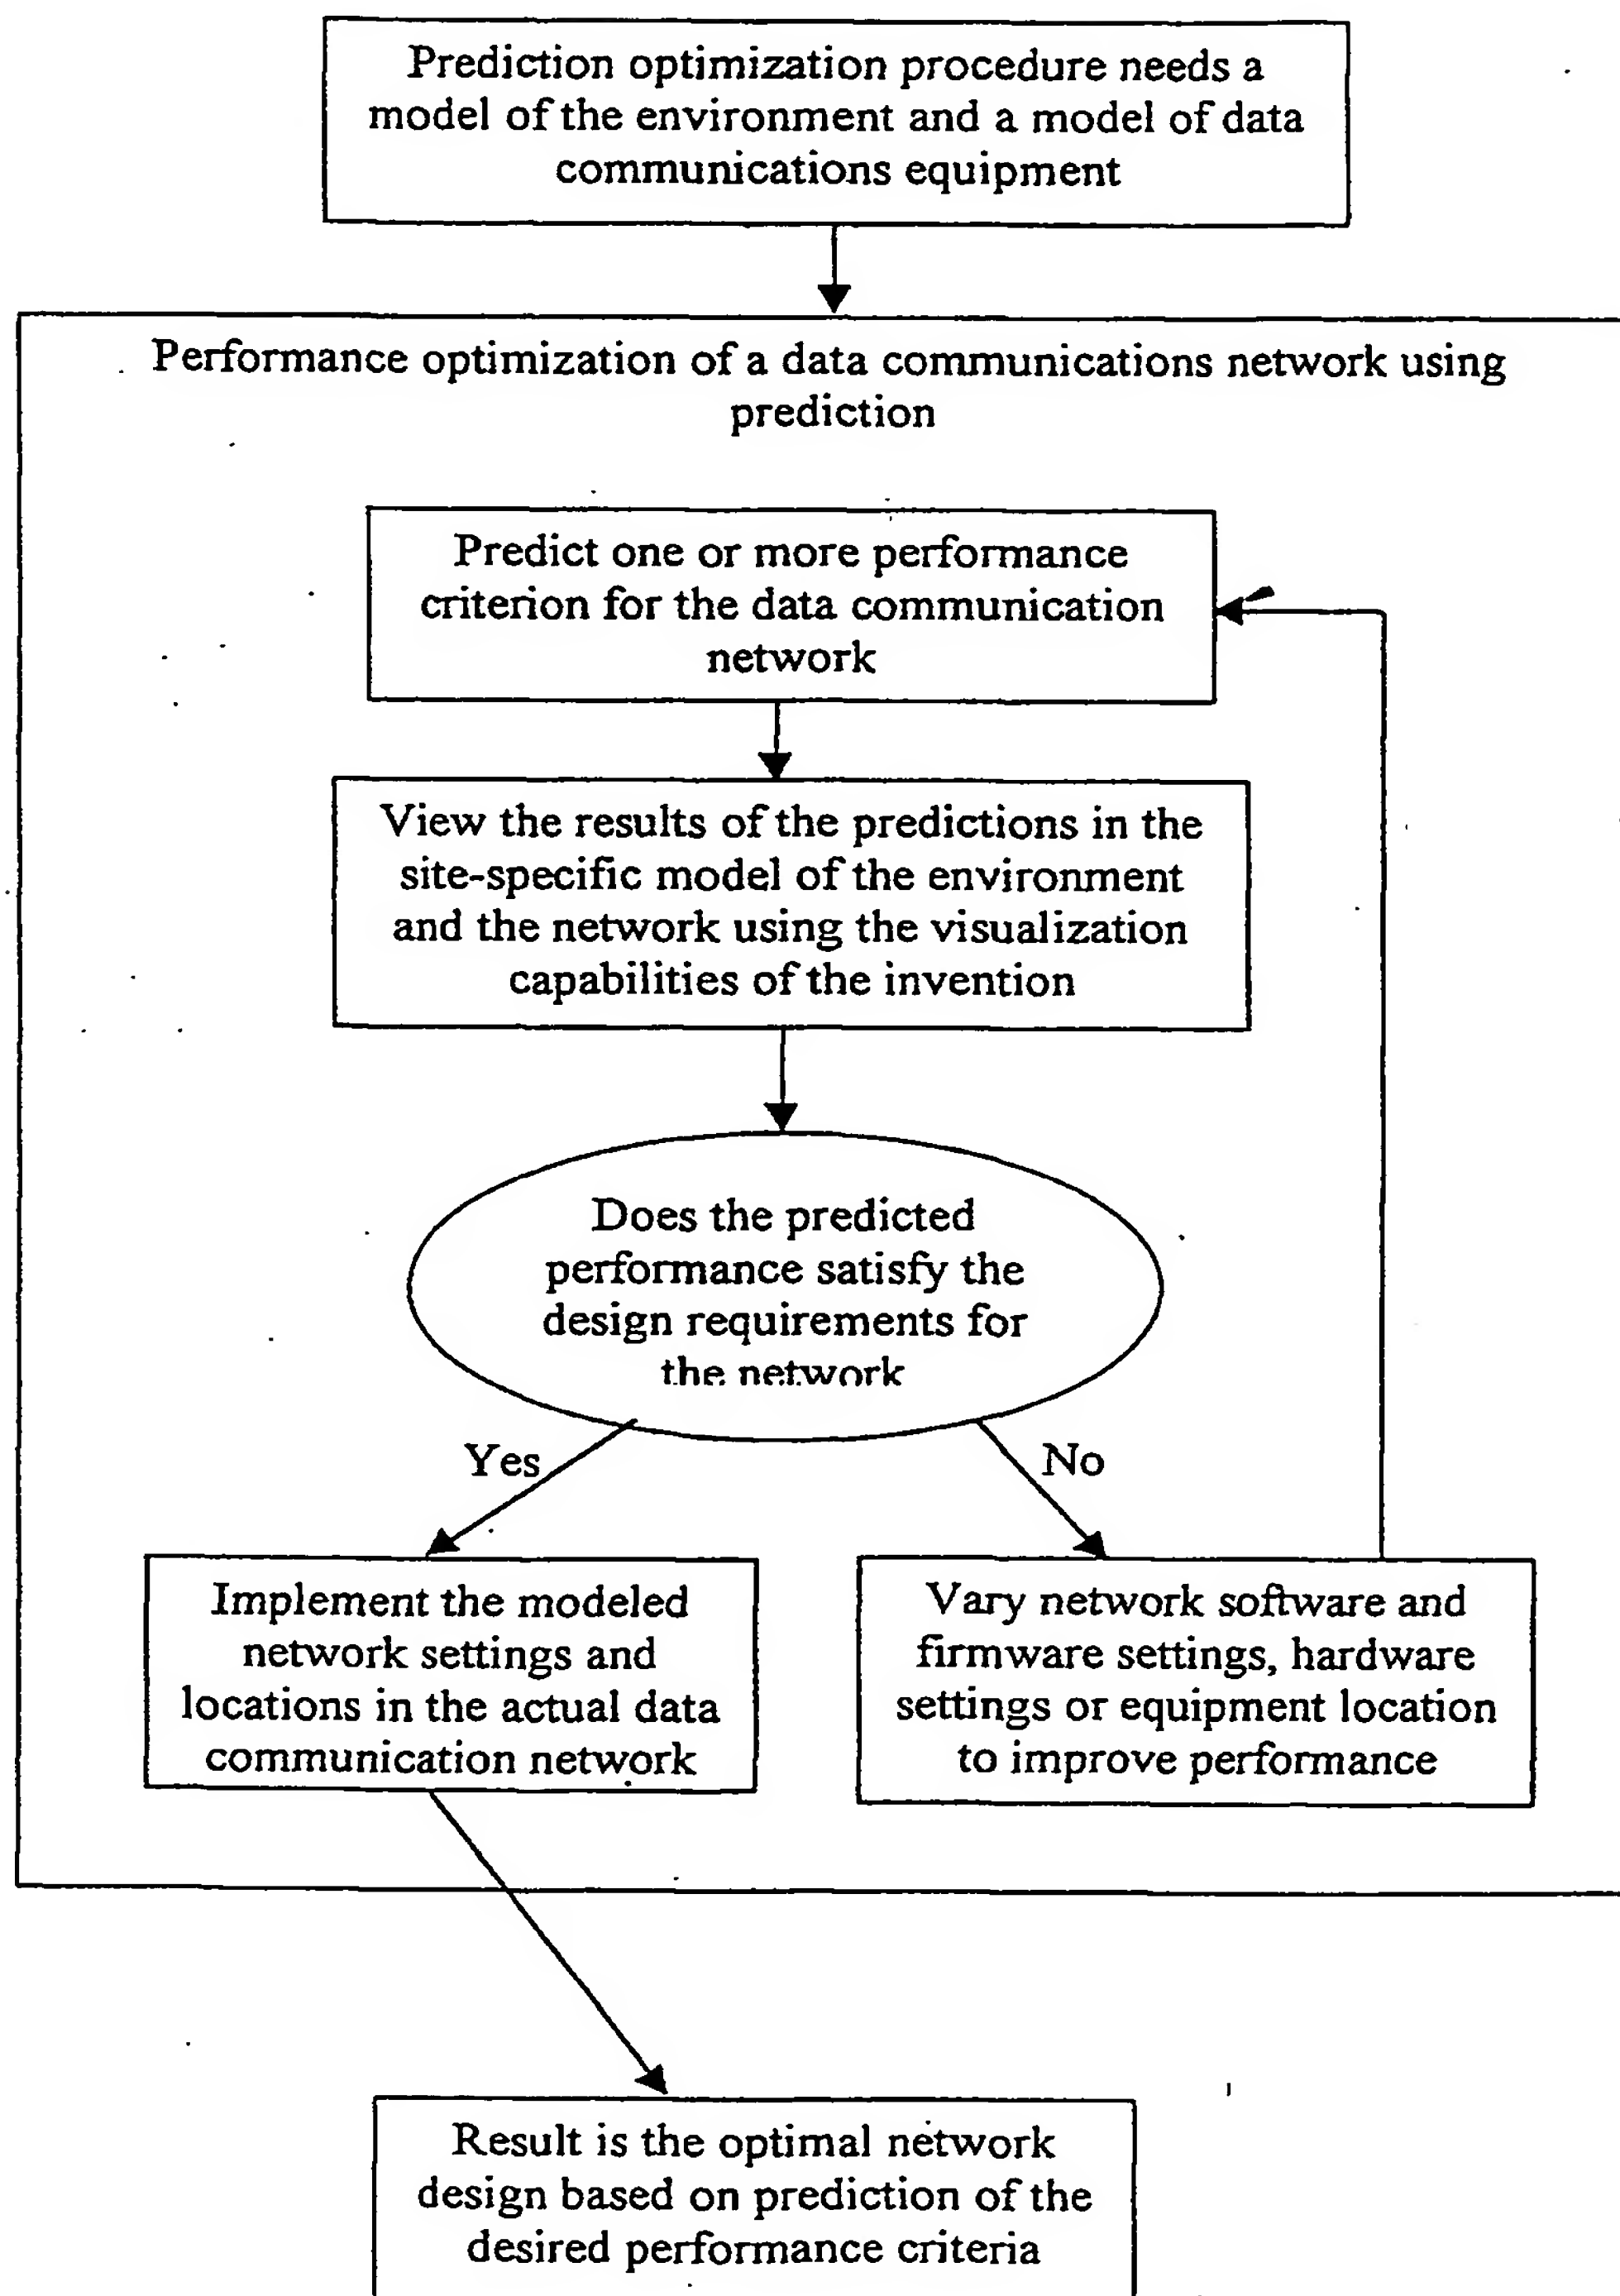 Prediction optimization procedure needs a
model of the environment and a model of data
communications equipment
Performance optimization of a data communications network using
prediction
Predict one or more performance
criterion for the data communication
network
View the results of the predictions in the
site-specific model of the environment
and the network using the visualization
capabilities of the invention
Does the predicted
performance satisfy the
design requirements for
the network
Yes
No
Implement the modeled
network settings and
locations in the actual data
communication network
Vary network software and
firmware settings, hardware
settings or equipment location
to improve performance
Result is the optimal network
design based on prediction of the
desired performance criteria